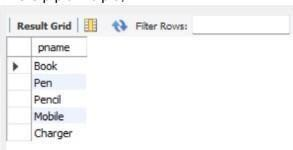 Result Grid Filter Rows:
pname
Book
Pen
Pencil
Mobile
Charger